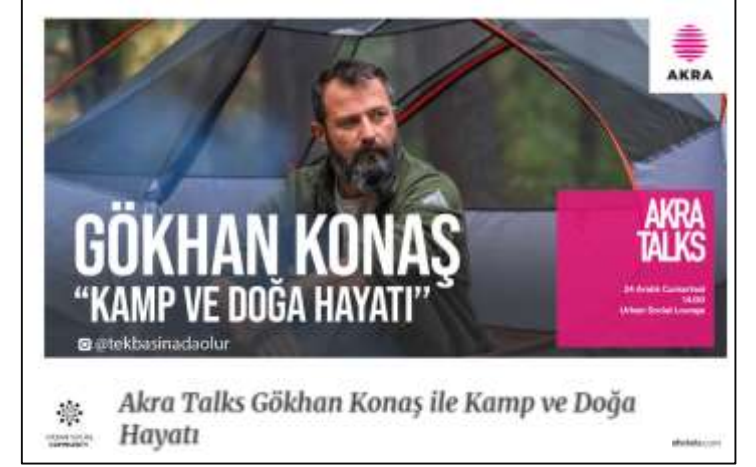 AKRA
GÖKHAN KONAŞ
“KAMP VE DOĞA HAYATI”
@tekbasinadaolur
AKRA
TALKS
24 Aralık Cumartesi
14.00
Urban Social Lounge
Akra Talks Gökhan Konaş ile Kamp ve Doğa
Hayatı